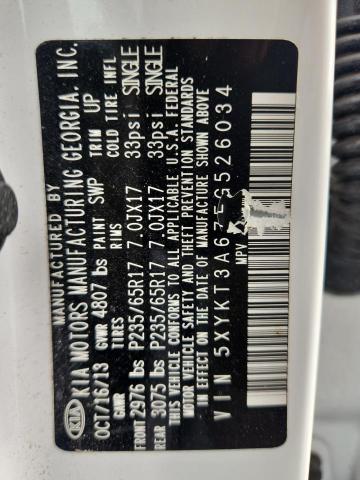 MANUFACTURED BY
KIA KIA MOTORS MANUFACTURING GEORGIA, INC.
OCT/16/13 GVWR 4807 lbs PAINT SWP TRIM UP
GAWR TIRES RIMS COLD TIRE INFL
FRONT 2976 lbs P235/65R17 7.0JX17 33psi SINGLE
REAR 3075 lbs P235/65R17 7.0JX17 33psi SINGLE
THIS VEHICLE CONFORMS TO ALL APPLICABLE U.S.A. FEDERAL
MOTOR VEHICLE SAFETY AND THEFT PREVENTION STANDARDS
IN EFFECT ON THE DATE OF MANUFACTURE SHOWN ABOVE
VIN 5XYKT3A67EG526034
MPV